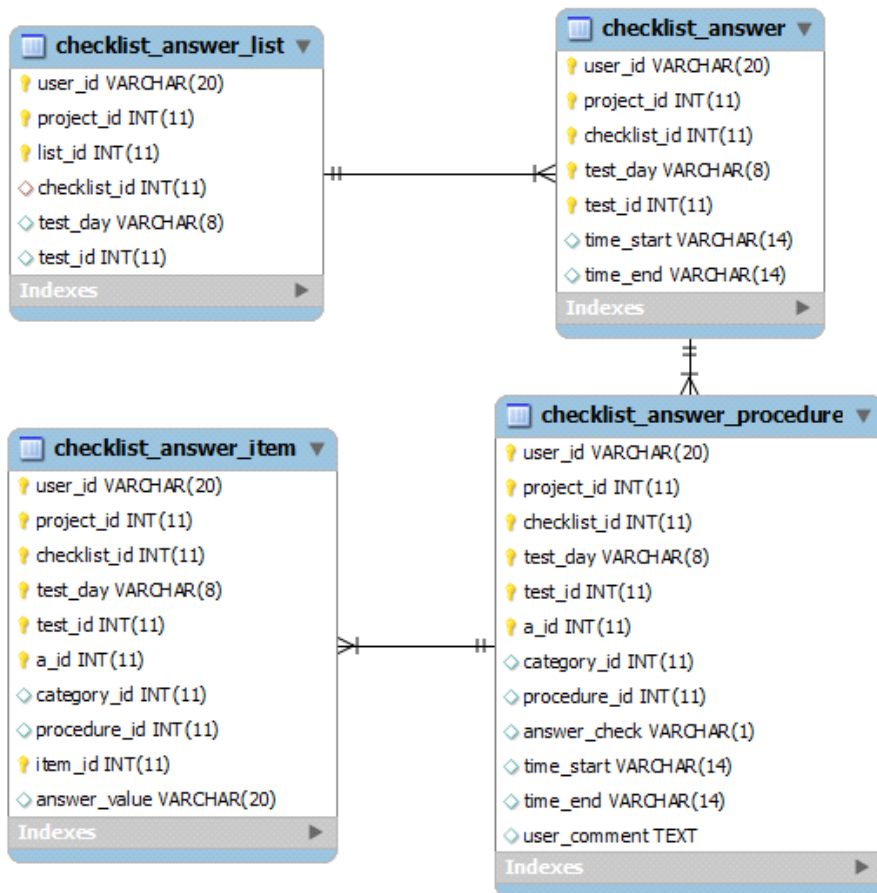 checklist_answer_list
user_id VARCHAR(20)
project_id INT(11)
list_id INT(11)
checklist_id INT(11)
test_day VARCHAR(8)
test_id INT(11)
Indexes
checklist_answer
user_id VARCHAR(20)
project_id INT(11)
checklist_id INT(11)
test_day VARCHAR(8)
test_id INT(11)
time_start VARCHAR(14)
time_end VARCHAR(14)
Indexes
checklist_answer_item
user_id VARCHAR(20)
project_id INT(11)
checklist_id INT(11)
test_day VARCHAR(8)
test_id INT(11)
a_id INT(11)
category_id INT(11)
procedure_id INT(11)
item_id INT(11)
answer_value VARCHAR(20)
Indexes
checklist_answer_procedure
user_id VARCHAR(20)
project_id INT(11)
checklist_id INT(11)
test_day VARCHAR(8)
test_id INT(11)
a_id INT(11)
category_id INT(11)
procedure_id INT(11)
answer_check VARCHAR(1)
time_start VARCHAR(14)
time_end VARCHAR(14)
user_comment TEXT
Indexes